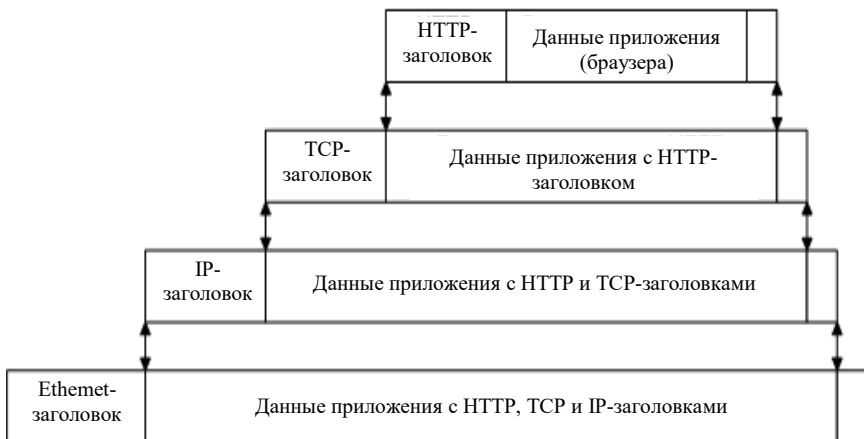 HTTP-
заголовок
Данные приложения
(браузера)
TCP-
заголовок
Данные приложения с HTTP-
заголовком
IP-
заголовок
Данные приложения с HTTP и TCP-заголовками
Ethemet-
заголовок
Данные приложения с HTTP, TCP и IP-заголовками